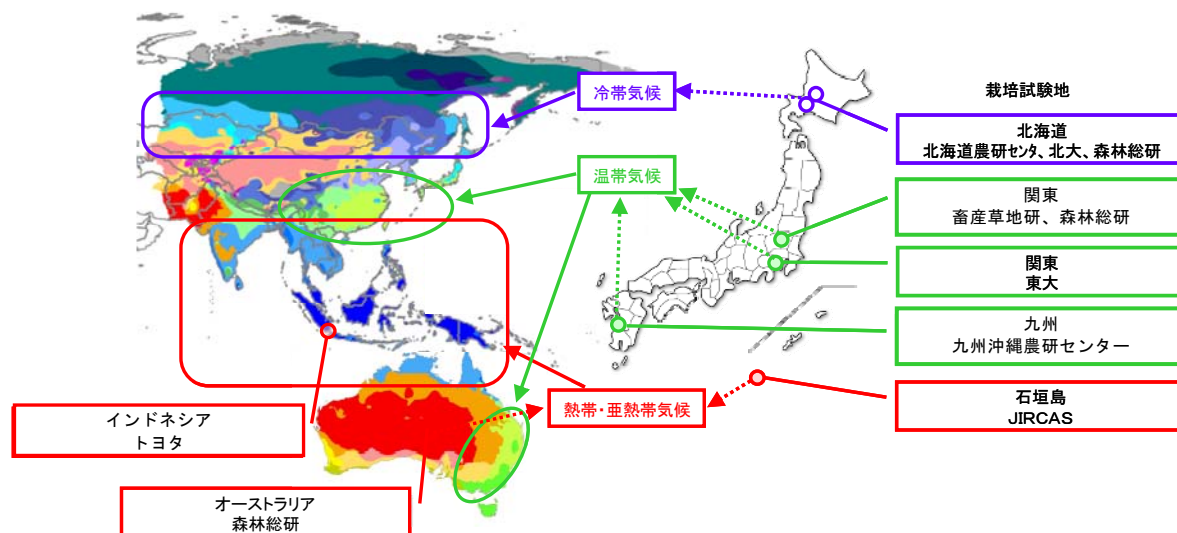 冷帯気候
栽培試験地
北海道
北海道農研センタ、北大、森林総研
温帯気候
関東
畜産草地研、森林総研
関東
東大
九州
九州沖縄農研センター
熱帯・亜熱帯気候
石垣島
JIRCAS
インドネシア
トヨタ
オーストラリア
森林総研